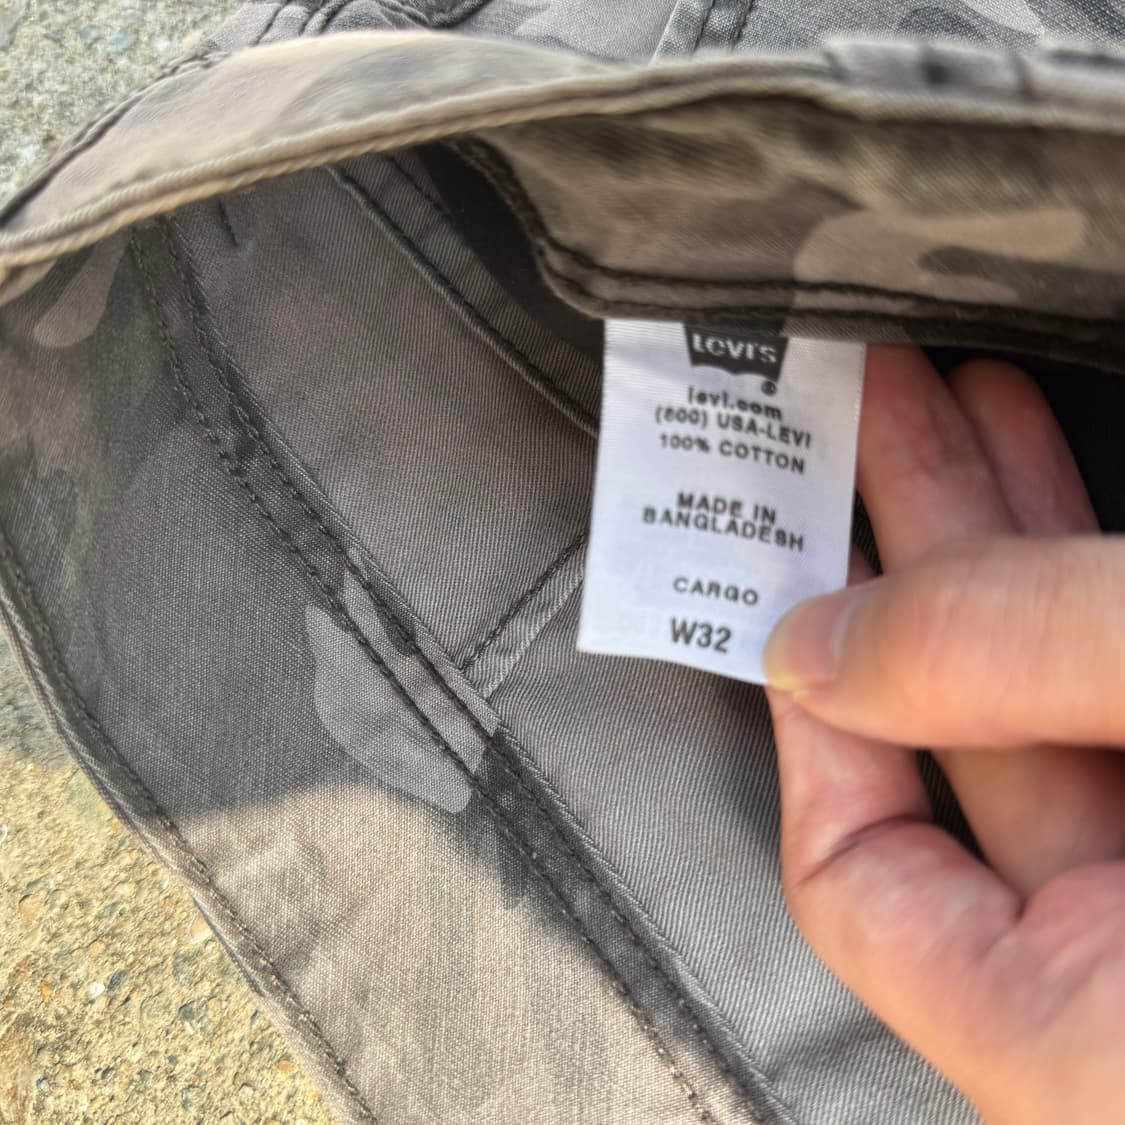 LEVI'S
®
levi.com
(800) USA-LEVI
100% COTTON
MADE IN
BANGLADESH
CARGO
W32